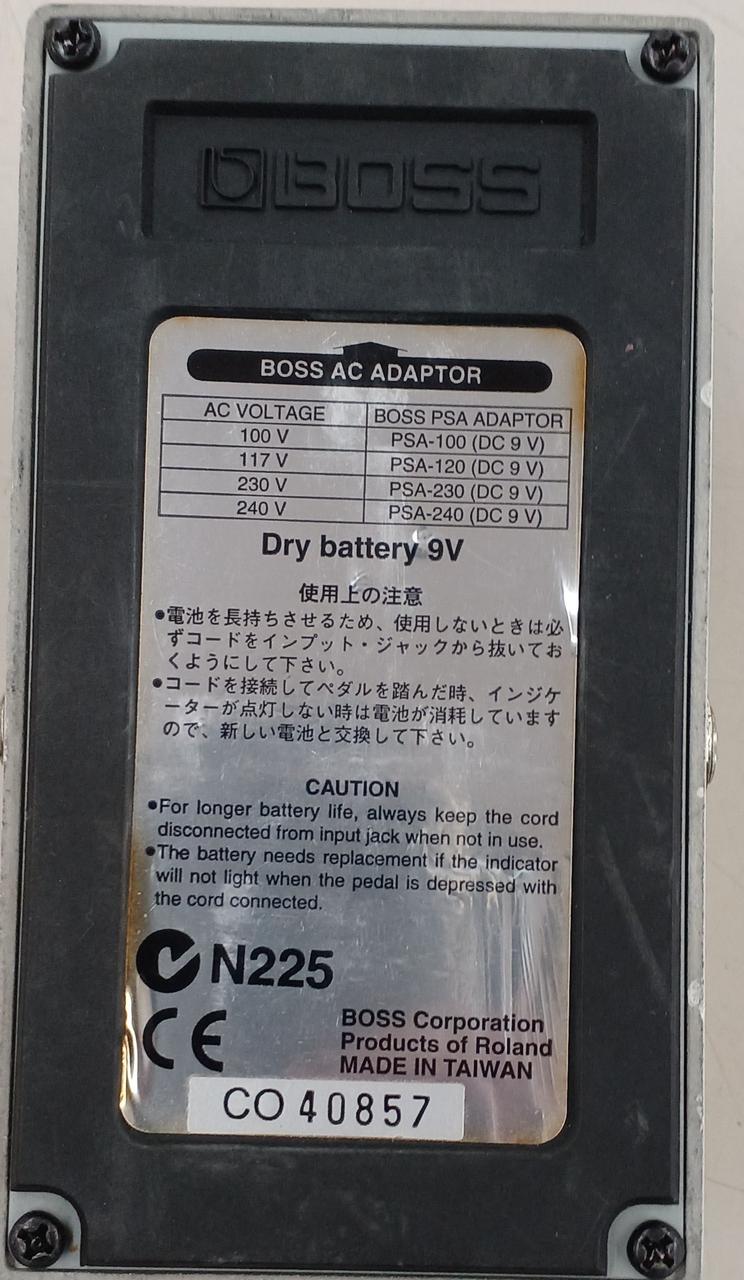 BOSS
BOSS AC ADAPTOR
AC VOLTAGE BOSS PSA ADAPTOR
100 V PSA-100 (DC 9 V)
117 V PSA-120 (DC 9 V)
230 V PSA-230 (DC 9 V)
240 V PSA-240 (DC 9 V)
Dry battery 9V
使用上の注意
●電池を長持ちさせるため、使用しないときは必
ずコードをインプット・ジャックから抜いてお
くようにして下さい。
●コードを接続してペダルを踏んだ時、インジケ
ーターが点灯しない時は電池が消耗しています
ので、新しい電池と交換して下さい。
CAUTION
●For longer battery life, always keep the cord
disconnected from input jack when not in use.
●The battery needs replacement if the indicator
will not light when the pedal is depressed with
the cord connected.
N225
CE
BOSS Corporation
Products of Roland
MADE IN TAIWAN
CO 40857